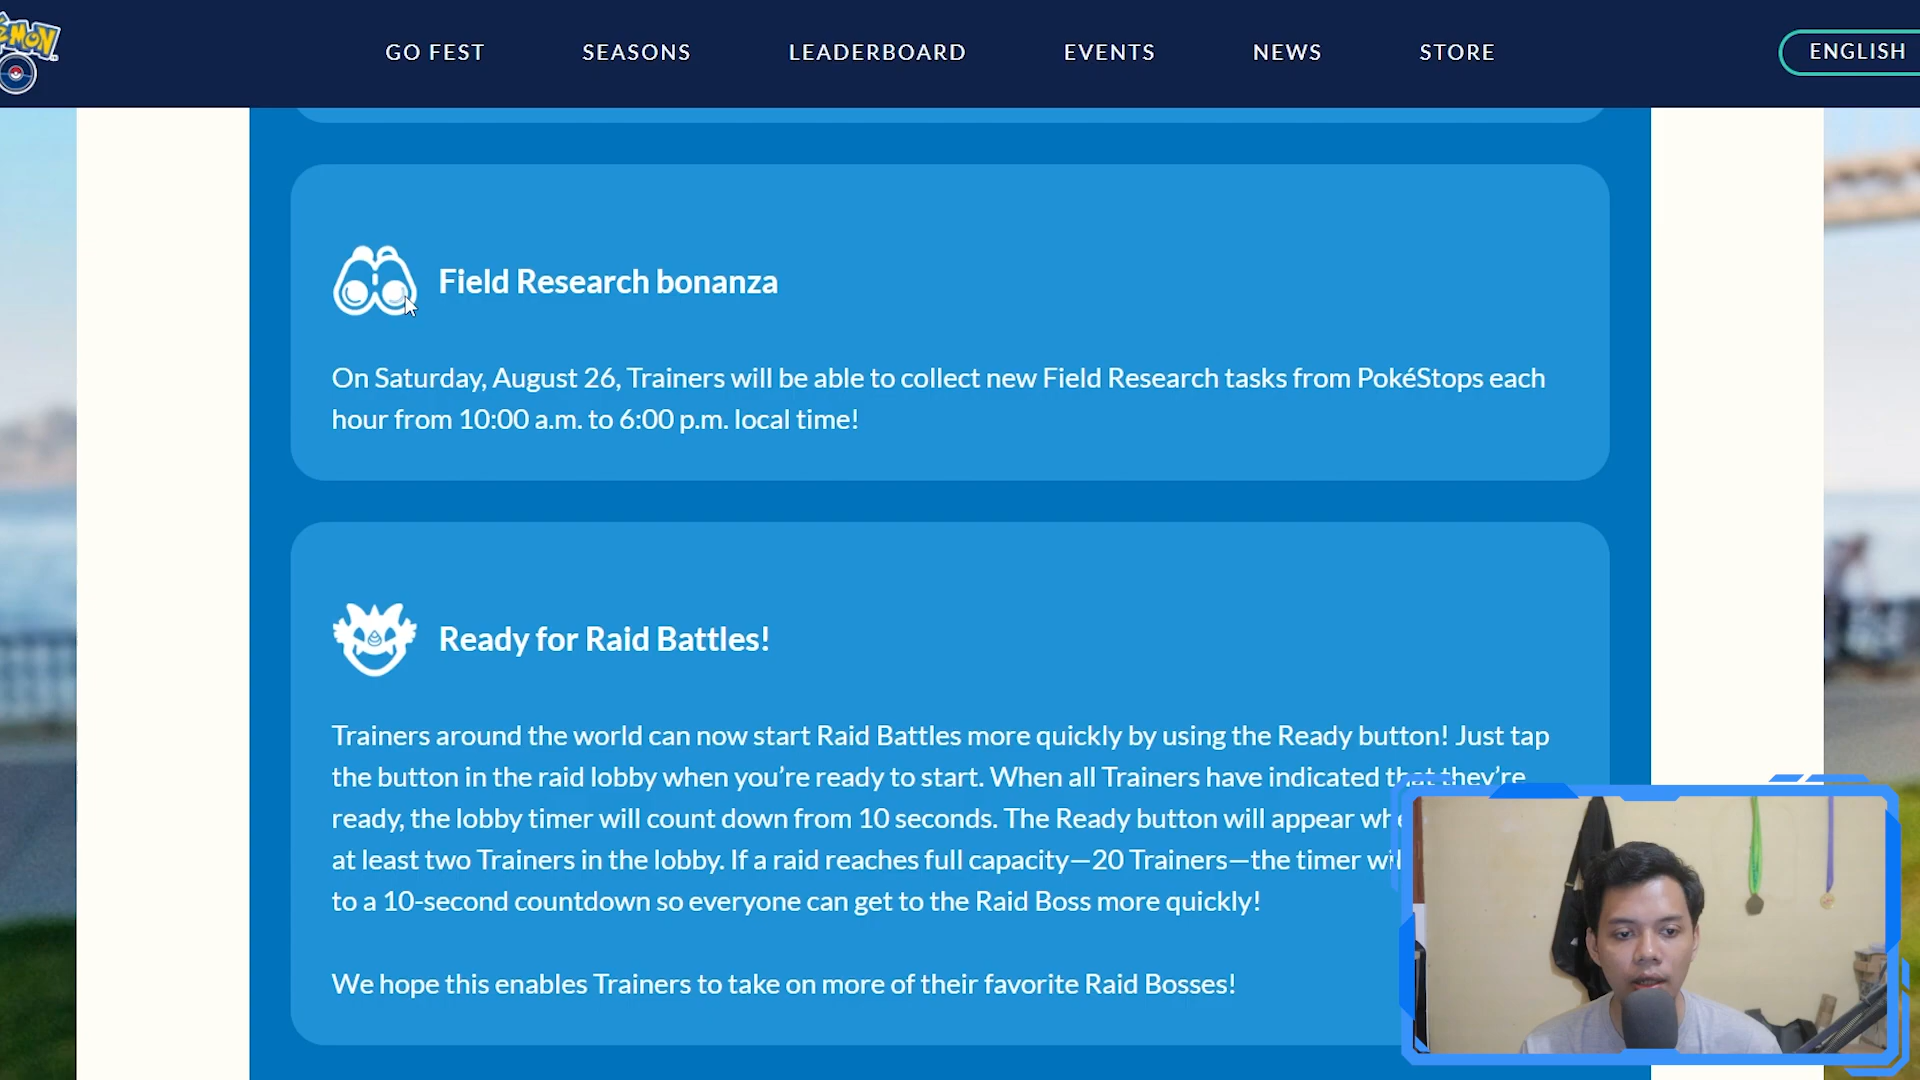 GO FEST SEASONS LEADERBOARD EVENTS NEWS STORE ENGLISH
Field Research bonanza
On Saturday, August 26, Trainers will be able to collect new Field Research tasks from PokéStops each
hour from 10:00 a.m. to 6:00 p.m. local time!
Ready for Raid Battles!
Trainers around the world can now start Raid Battles more quickly by using the Ready button! Just tap
the button in the raid lobby when you’re ready to start. When all Trainers have indicated that they’re
ready, the lobby timer will count down from 10 seconds. The Ready button will appear
at least two Trainers in the lobby. If a raid reaches full capacity—20 Trainers—the timer
to a 10-second countdown so everyone can get to the Raid Boss more quickly!
We hope this enables Trainers to take on more of their favorite Raid Bosses!